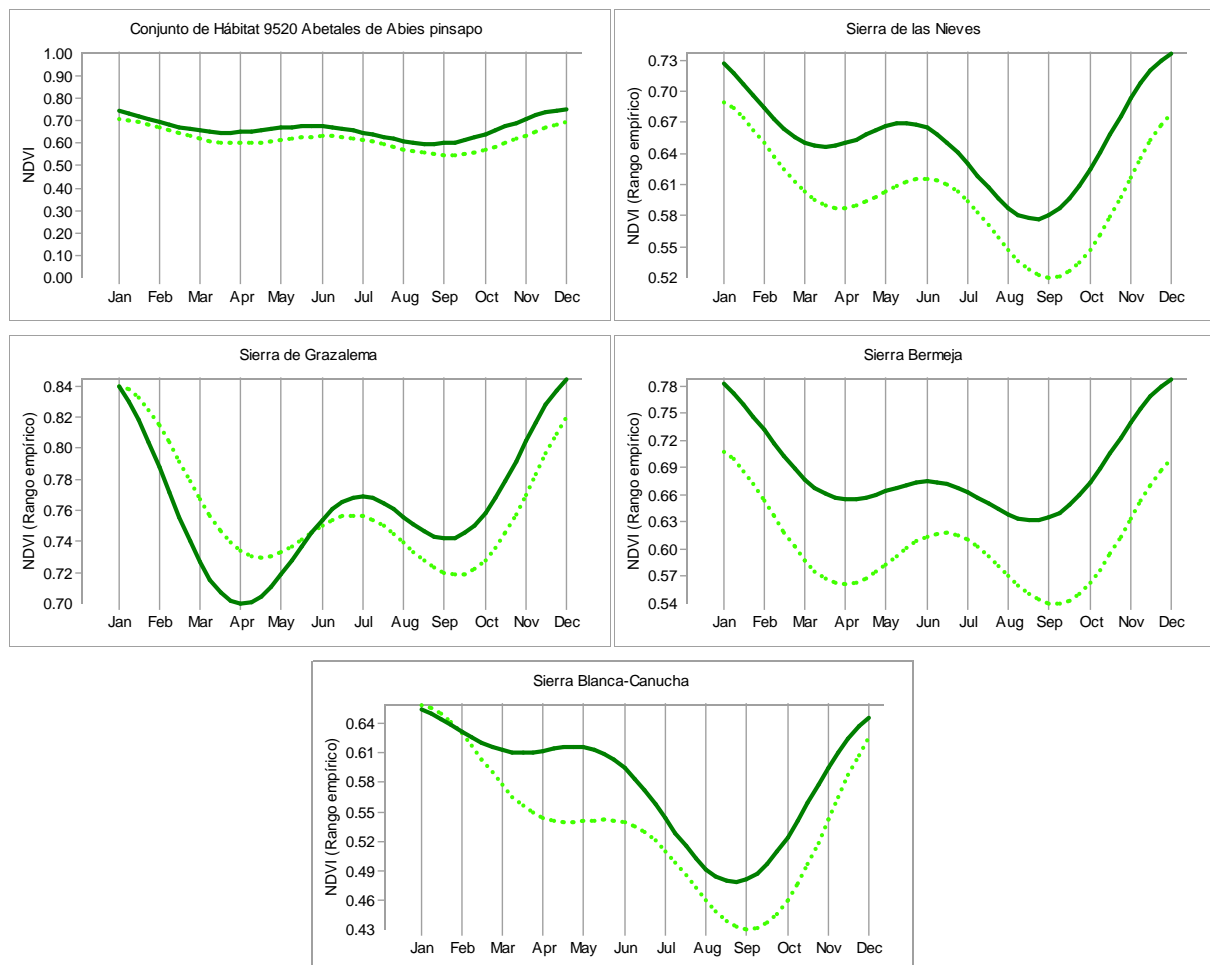 Conjunto de Hábitat 9520 Abetales de Abies pinsapo
NDVI
1.00
0.90
0.80
0.70
0.60
0.50
0.40
0.30
0.20
0.10
0.00
Jan Feb Mar Apr May Jun Jul Aug Sep Oct Nov Dec
Sierra de las Nieves
NDVI (Rango empírico)
0.73
0.70
0.67
0.64
0.61
0.58
0.55
0.52
Jan Feb Mar Apr May Jun Jul Aug Sep Oct Nov Dec
Sierra de Grazalema
NDVI (Rango empírico)
0.84
0.82
0.80
0.78
0.76
0.74
0.72
0.70
Jan Feb Mar Apr May Jun Jul Aug Sep Oct Nov Dec
Sierra Bermeja
NDVI (Rango empírico)
0.78
0.75
0.72
0.69
0.66
0.63
0.60
0.57
0.54
Jan Feb Mar Apr May Jun Jul Aug Sep Oct Nov Dec
Sierra Blanca-Canucha
NDVI (Rango empírico)
0.64
0.61
0.58
0.55
0.52
0.49
0.46
0.43
Jan Feb Mar Apr May Jun Jul Aug Sep Oct Nov Dec